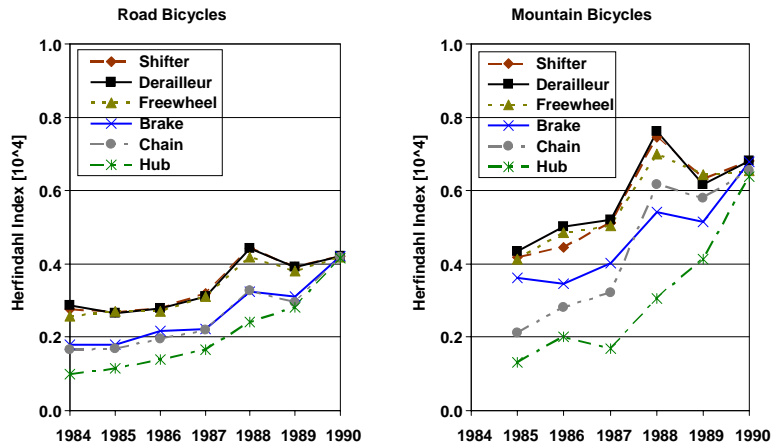 Road Bicycles
Herfindahl Index [10^4]
1.0
0.8
0.6
0.4
0.2
0.0
Shifter
Derailleur
Freewheel
Brake
Chain
Hub
1984 1985 1986 1987 1988 1989 1990
Mountain Bicycles
Herfindahl Index [10^4]
1.0
0.8
0.6
0.4
0.2
0.0
Shifter
Derailleur
Freewheel
Brake
Chain
Hub
1984 1985 1986 1987 1988 1989 1990